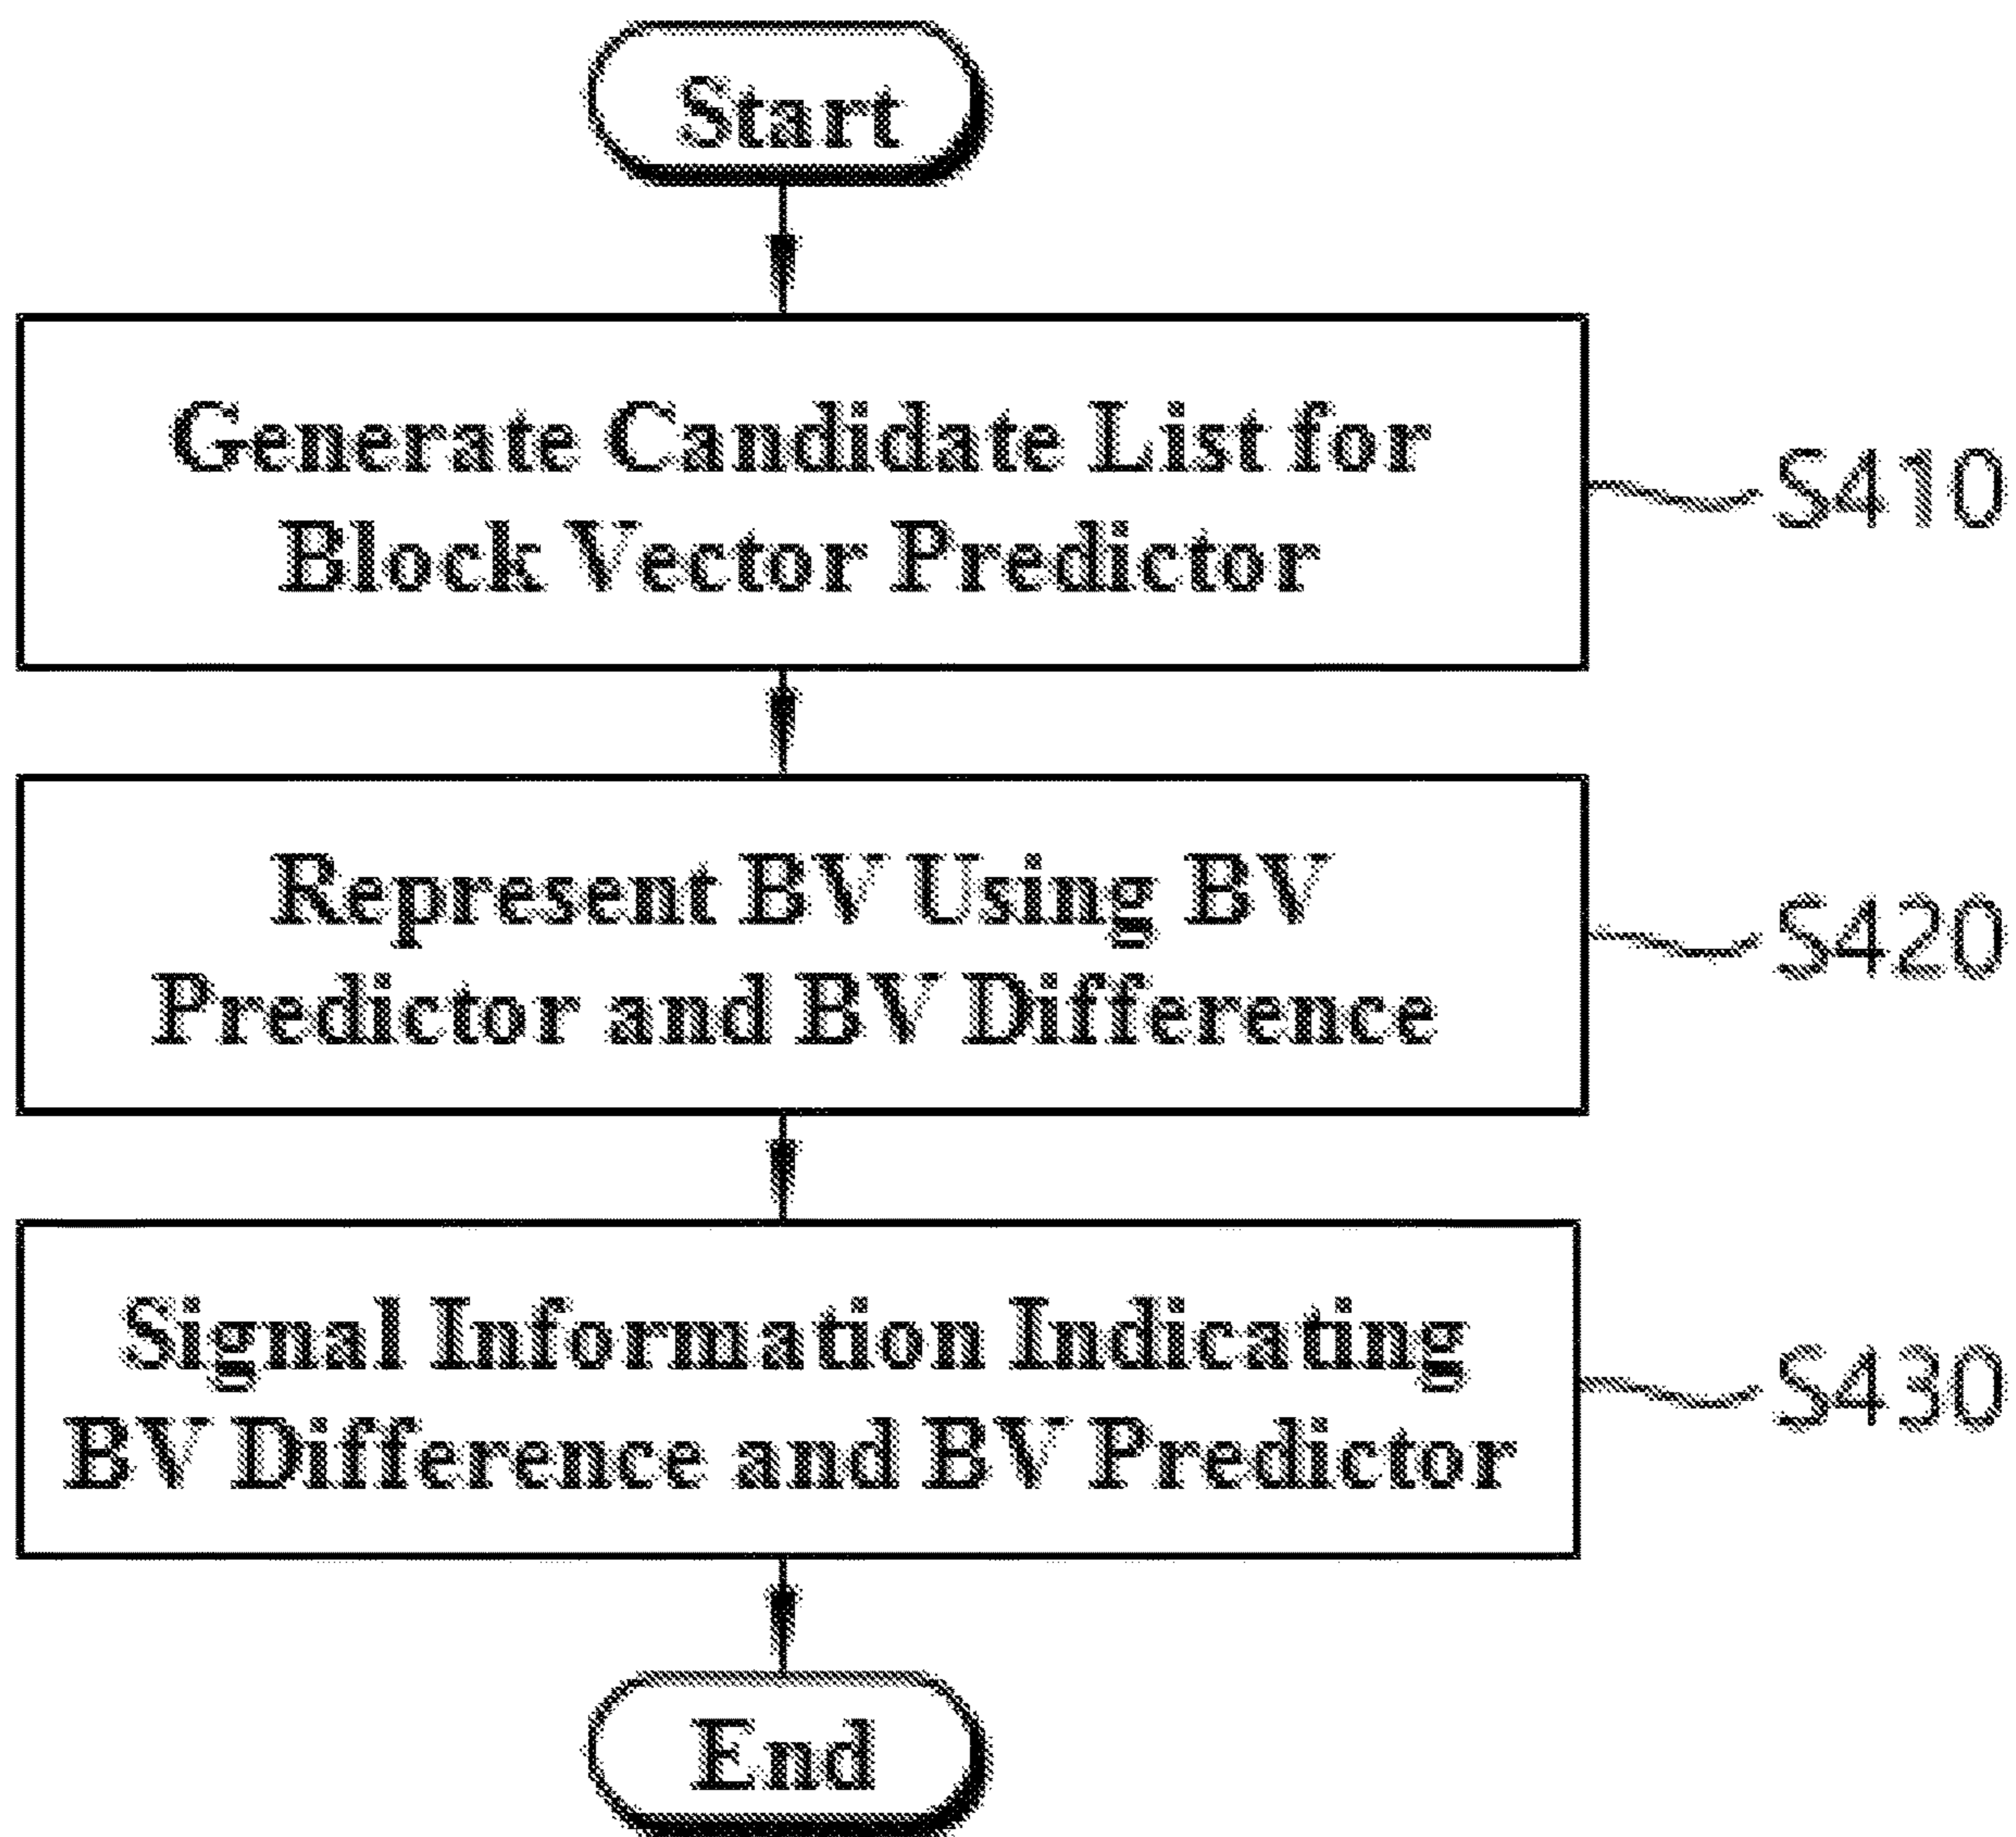 Start
Generate Candidate List for
Block Vector Predictor
S410
Represent BV Using BV
Predictor and BV Difference
S420
Signal Information Indicating
BV Difference and BV Predictor
S430
End